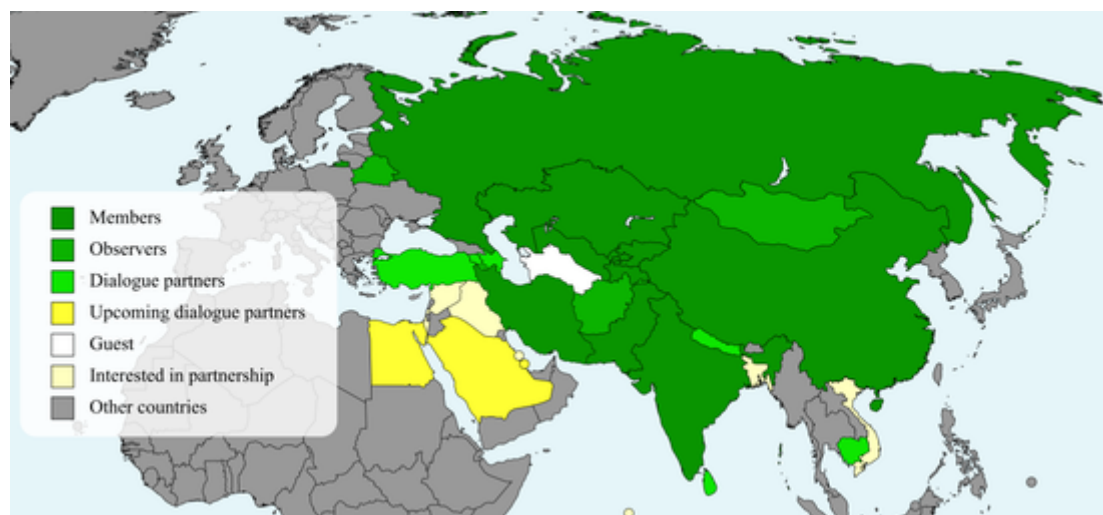 Members
Observers
Dialogue partners
Upcoming dialogue partners
Guest
Interested in partnership
Other countries